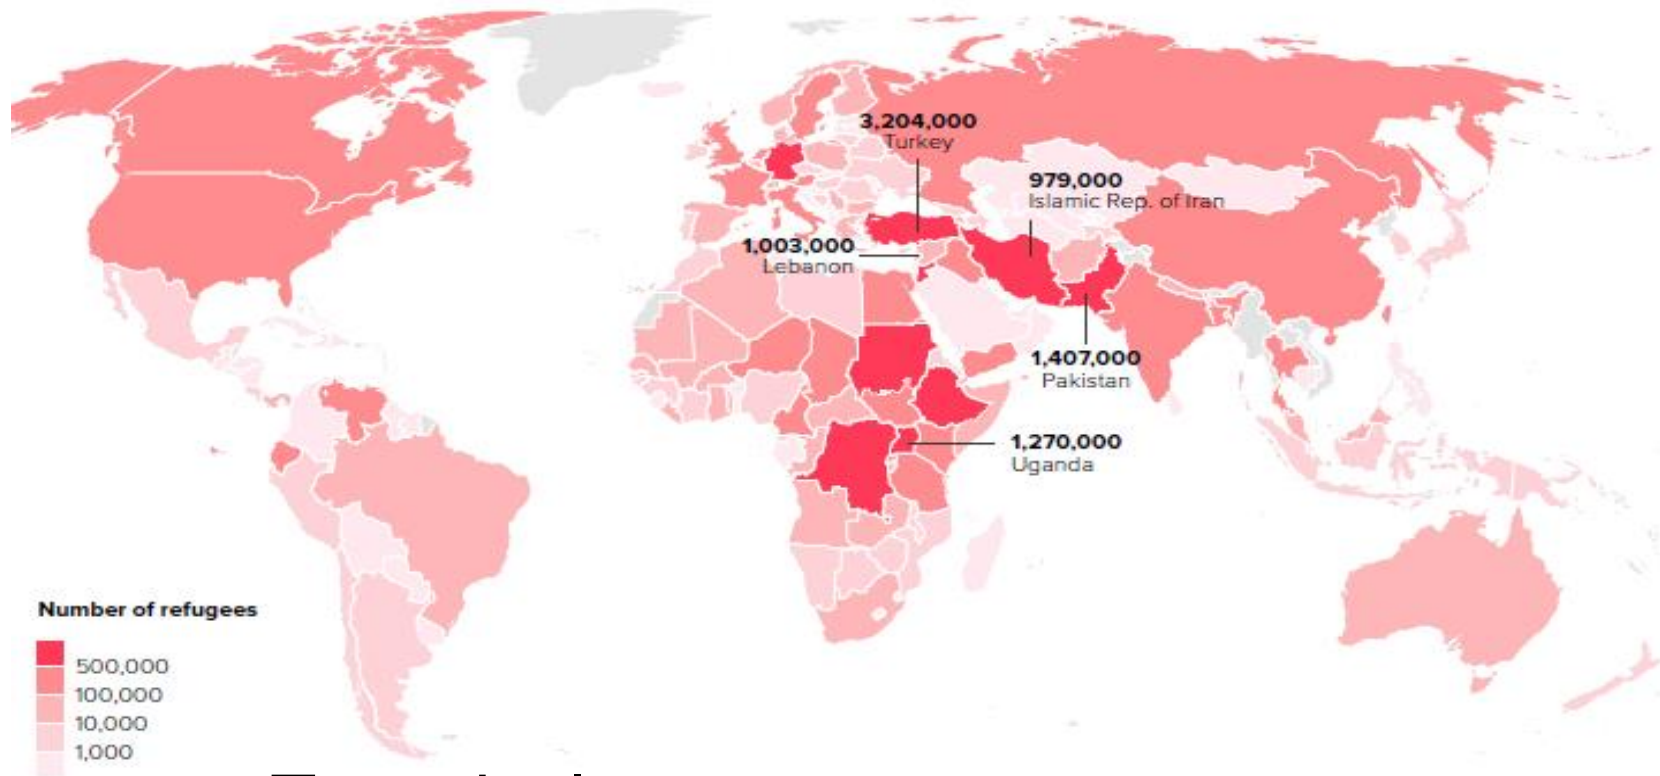 3,204,000
Turkey
979,000
Islamic Rep. of Iran
1,003,000
Lebanon
1,407,000
Pakistan
1,270,000
Uganda
Number of refugees
500,000
100,000
10,000
1,000